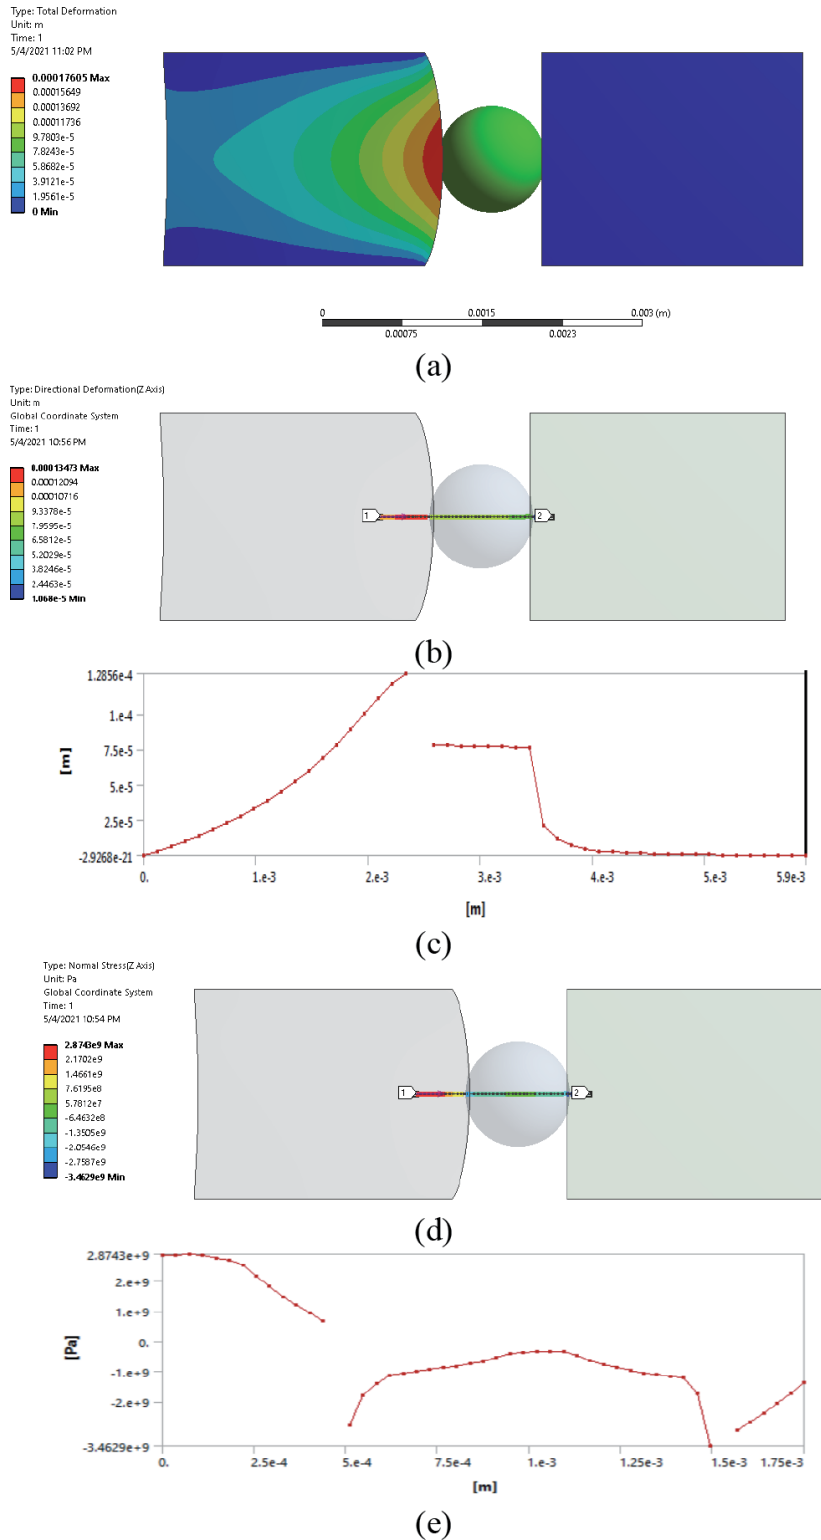 Type: Total Deformation
Unit: m
Time: 1
5/4/2021 11:02 PM
0.00017605 Max
0.00015649
0.00013692
0.00011736
9.7803e-5
7.8243e-5
5.8682e-5
3.9121e-5
1.9561e-5
0 Min
0 0.0015 0.003 (m)
0.00075 0.0023
(a)
Type: Directional Deformation(Z Axis)
Unit: m
Global Coordinate System
Time: 1
5/4/2021 10:56 PM
0.00013473 Max
0.00012094
0.00010716
9.3378e-5
7.9595e-5
6.5812e-5
5.2029e-5
3.8246e-5
2.4463e-5
1.068e-5 Min
1 2
(b)
1.2856e-4
1.e-4
7.5e-5
5.e-5
2.5e-5
-2.9268e-21
[m]
0. 1.e-3 2.e-3 3.e-3 4.e-3 5.e-3 5.9e-3
[m]
(c)
Type: Normal Stress(Z Axis)
Unit: Pa
Global Coordinate System
Time: 1
5/4/2021 10:54 PM
2.8743e9 Max
2.1702e9
1.4661e9
7.6195e8
5.7812e7
-6.4632e8
-1.3505e9
-2.0546e9
-2.7587e9
-3.4629e9 Min
1 2
(d)
2.8743e+9
2.e+9
1.e+9
0.
-1.e+9
-2.e+9
-3.4629e+9
[Pa]
0. 2.5e-4 5.e-4 7.5e-4 1.e-3 1.25e-3 1.5e-3 1.75e-3
[m]
(e)